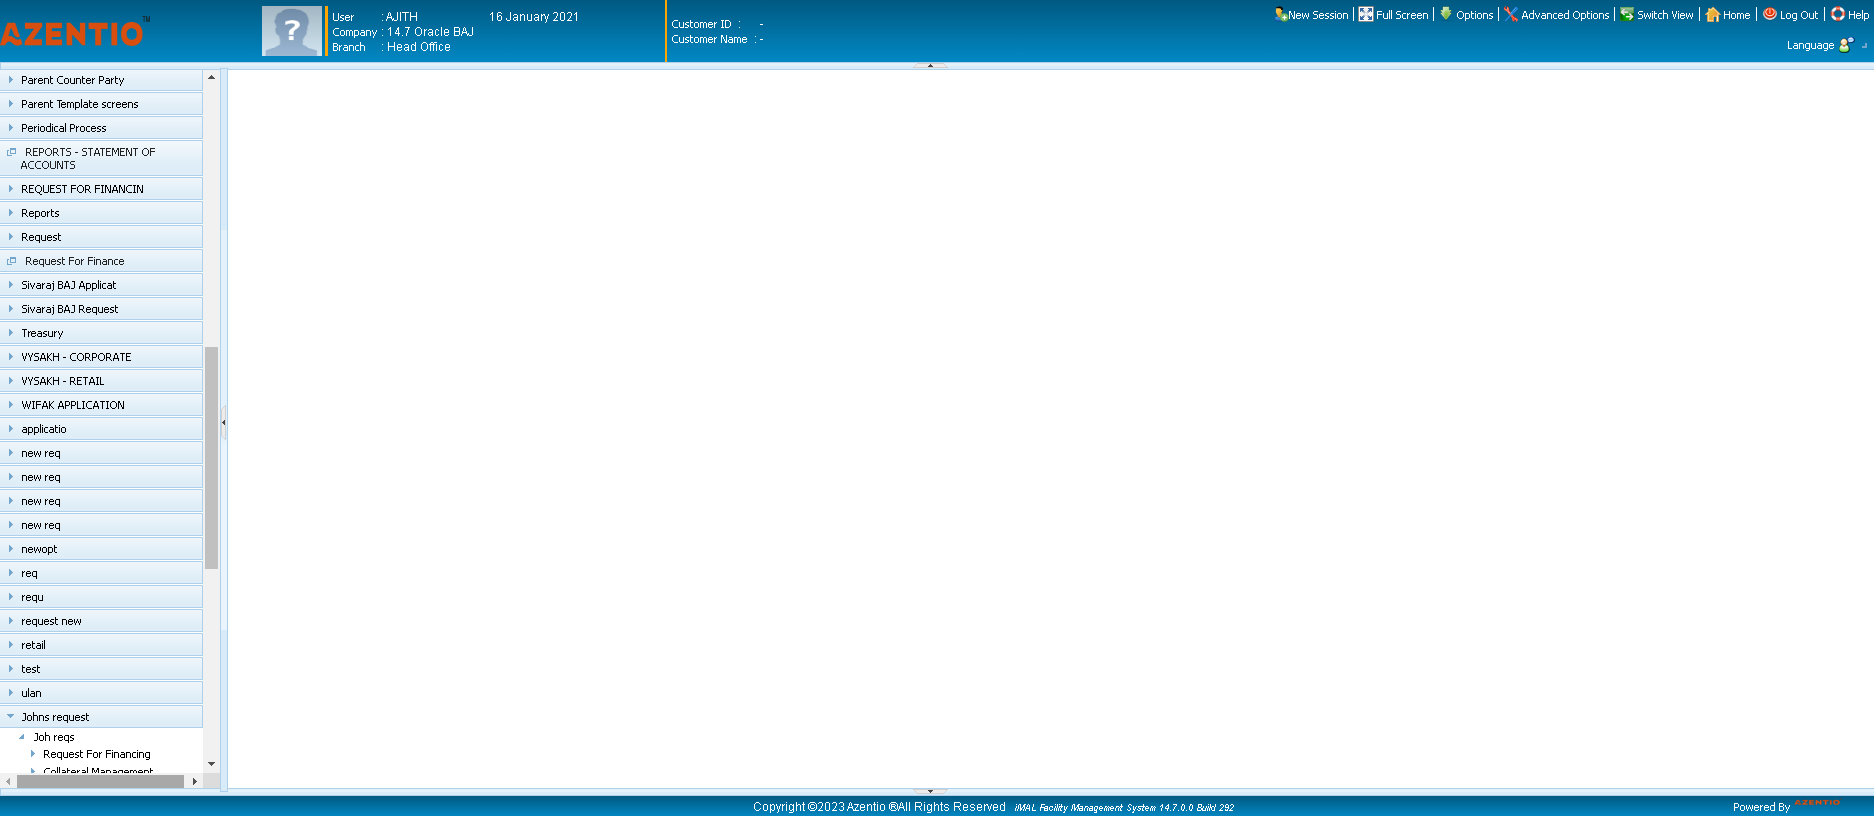 AZENTIO™
User : AJITH 16 January 2021
Company : 14.7 Oracle BAJ
Branch : Head Office
Customer ID : -
Customer Name : -
New Session | Full Screen | Options | Advanced Options | Switch View | Home | Log Out | Help
Language
Parent Counter Party
Parent Template screens
Periodical Process
REPORTS - STATEMENT OF
ACCOUNTS
REQUEST FOR FINANCIN
Reports
Request
Request For Finance
Sivaraj BAJ Applicat
Sivaraj BAJ Request
Treasury
VYSAKH - CORPORATE
VYSAKH - RETAIL
WIFAK APPLICATION
applicatio
new req
new req
new req
new req
newopt
req
requ
request new
retail
test
ulan
Johns request
Joh reqs
Request For Financing
Collateral Management
Copyright ©2023 Azentio ®All Rights Reserved iMAL Facility Management System 14.7.0.0 Build 292
Powered By AZENTIO